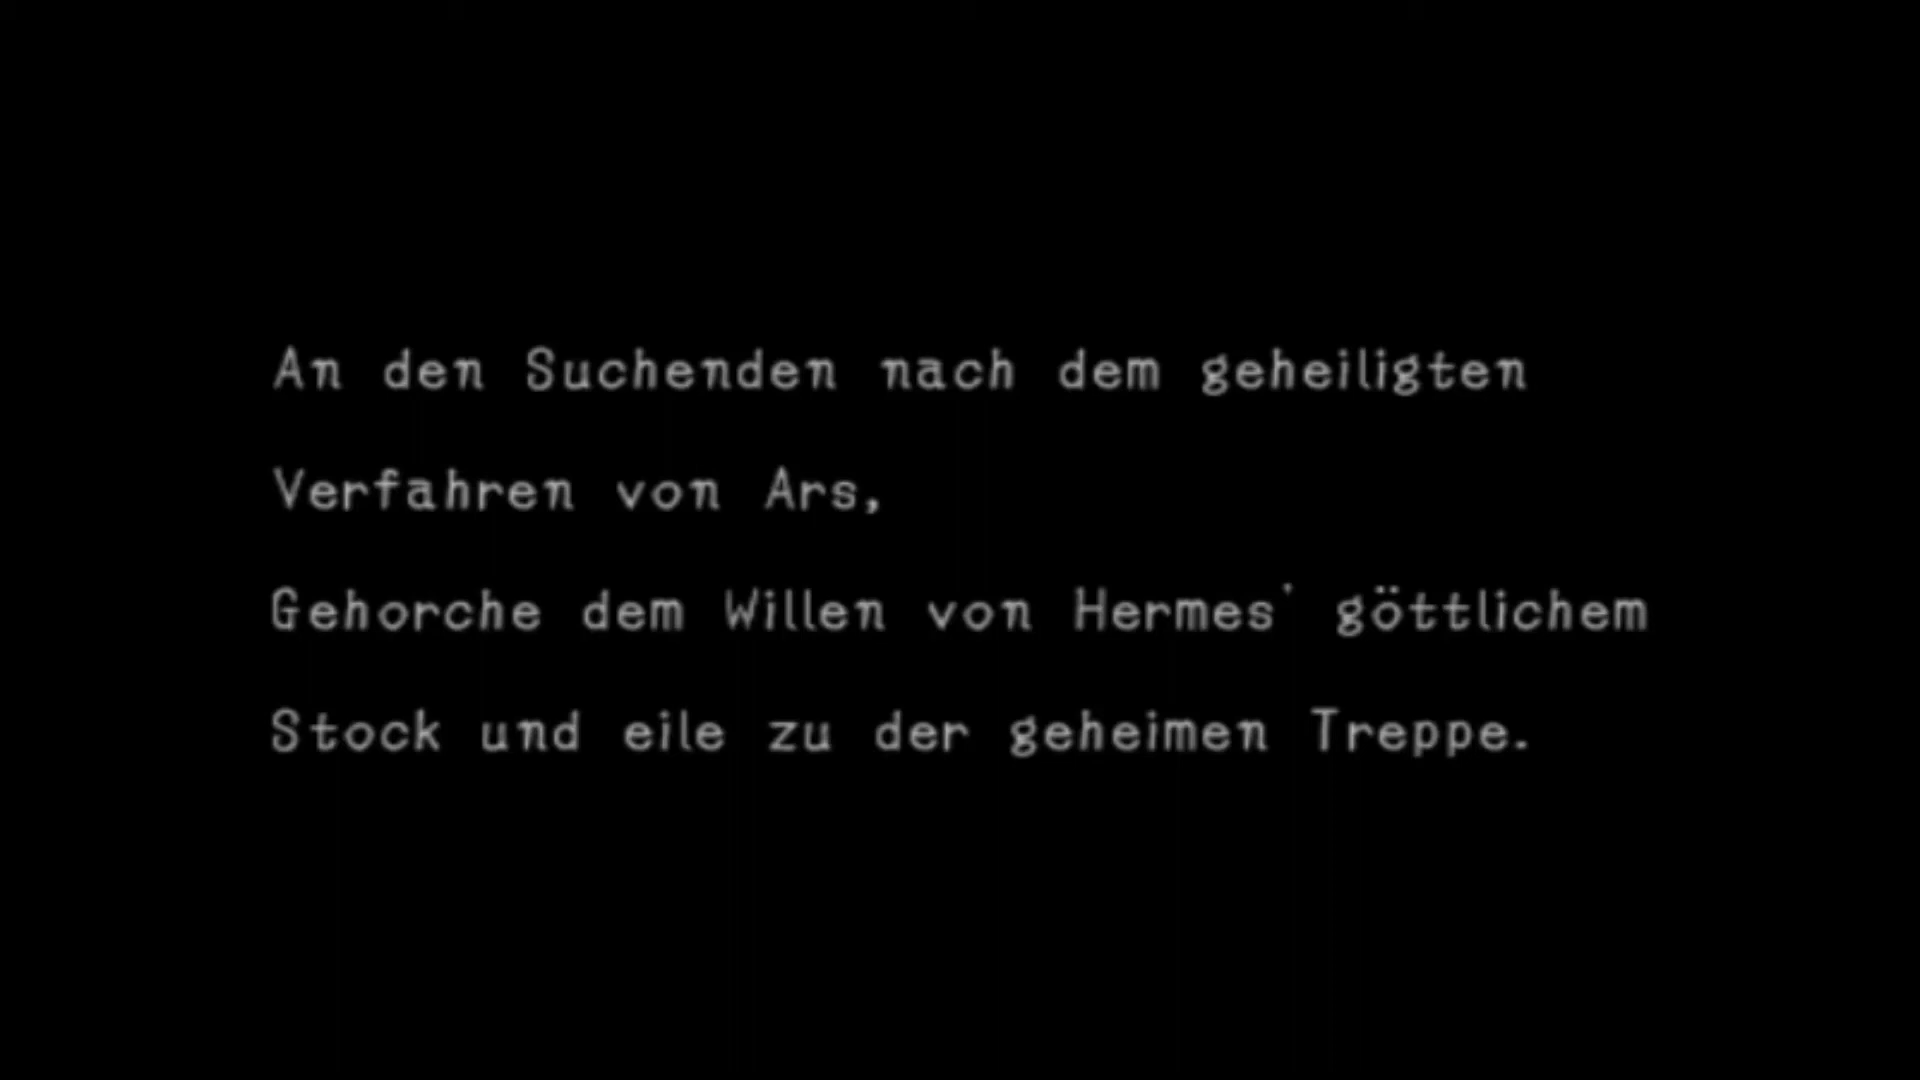 An den Suchenden nach dem geheiligten
Verfahren von Ars,
Gehorche dem Willen von Hermes' göttlichem
Stock und eile zu der geheimen Treppe.